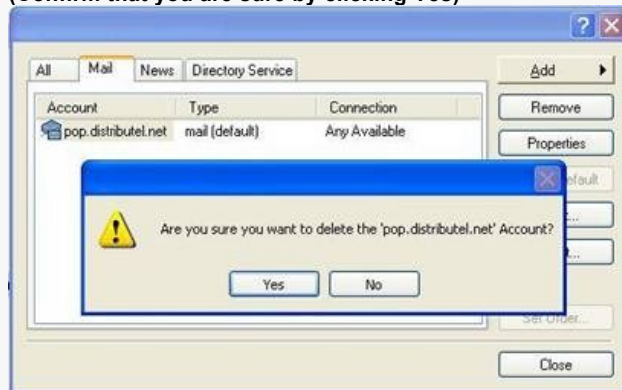 (Confirm that you are sure by clicking Yes)
All Mail News Directory Service
Add
Account Type Connection
Remove
pop.distributel.net mail (default) Any Available
Properties
Are you sure you want to delete the 'pop.distributel.net' Account?
Yes No
Set Order...
Close